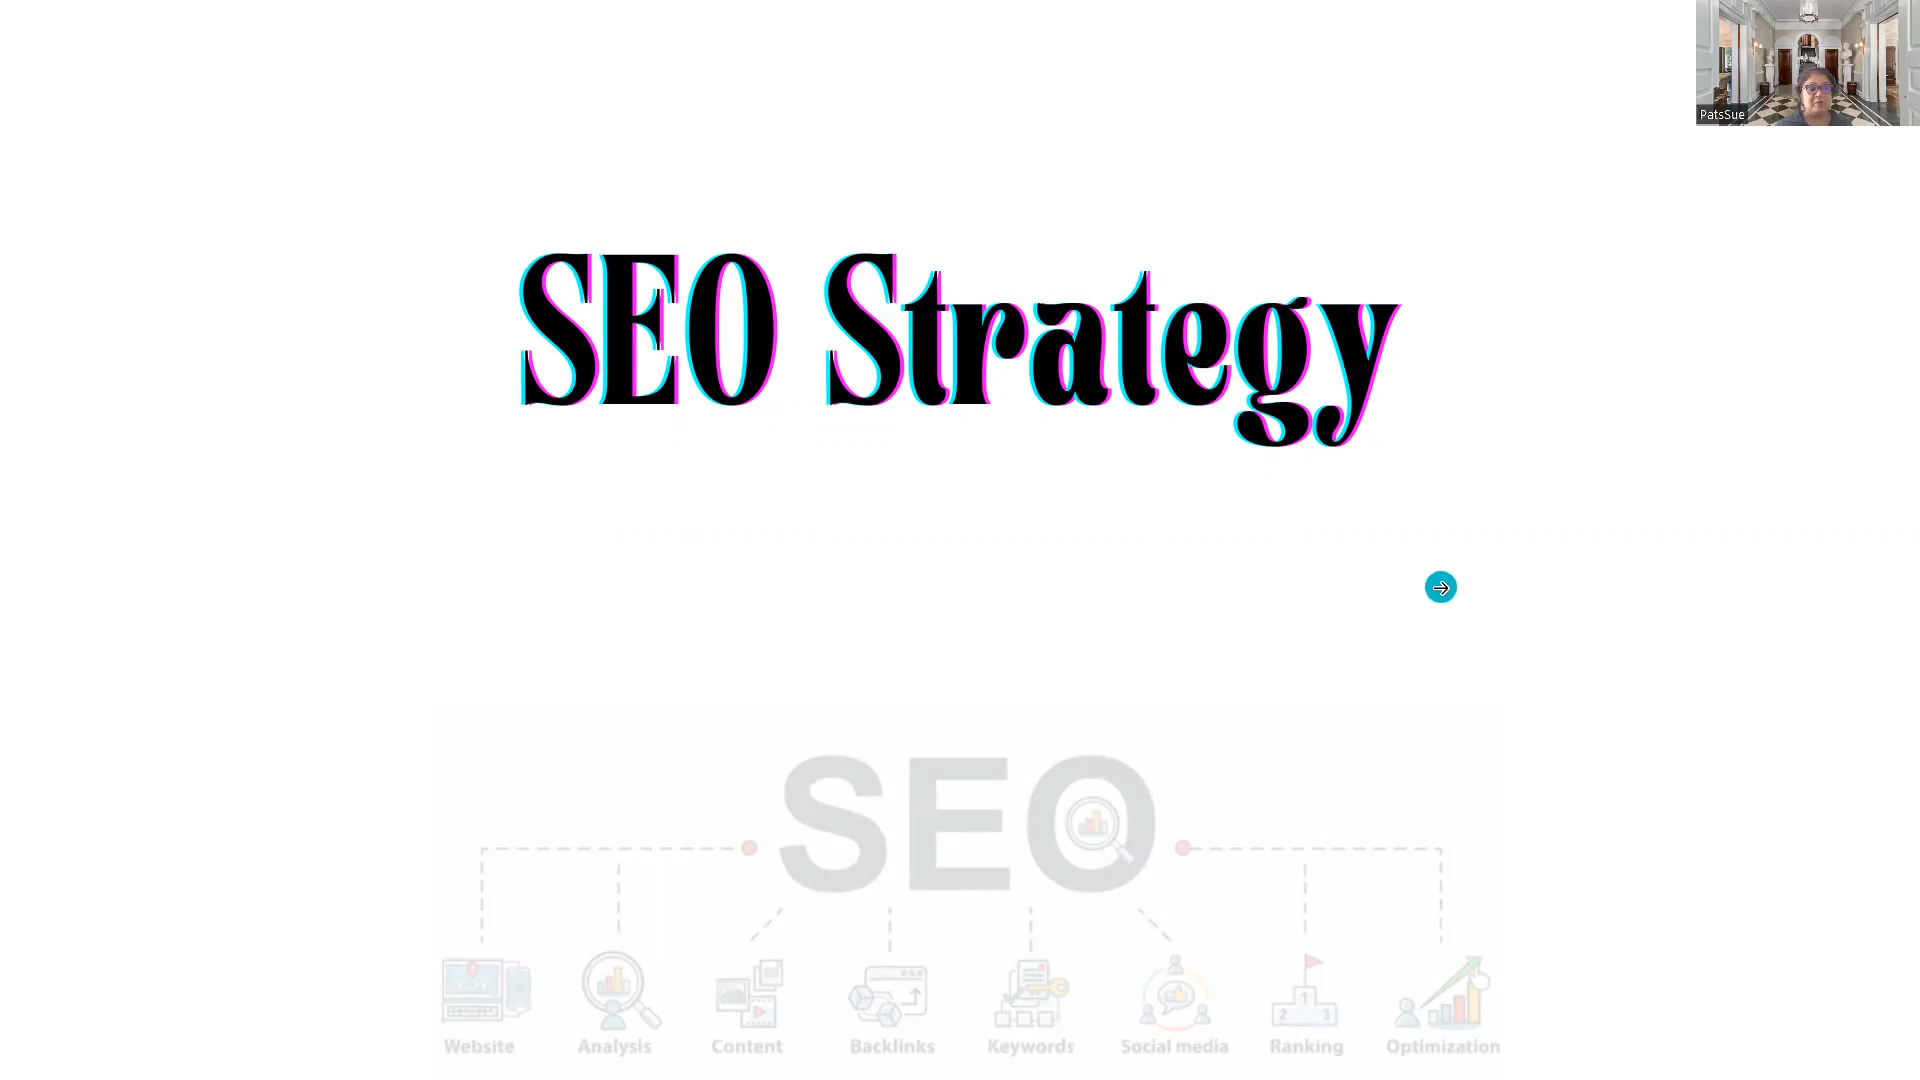 PatsSue
SEO Strategy
SEO
Website Analysis Content Backlinks Keywords Social media Ranking Optimization